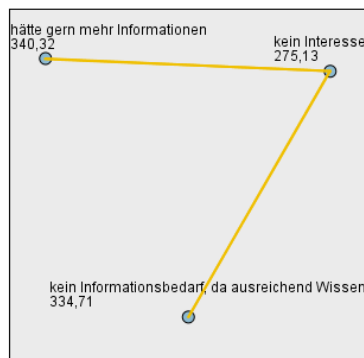 hätte gern mehr Informationen
340,32
kein Interesse
275,13
kein Informationsbedarf, da ausreichend Wissen
334,71